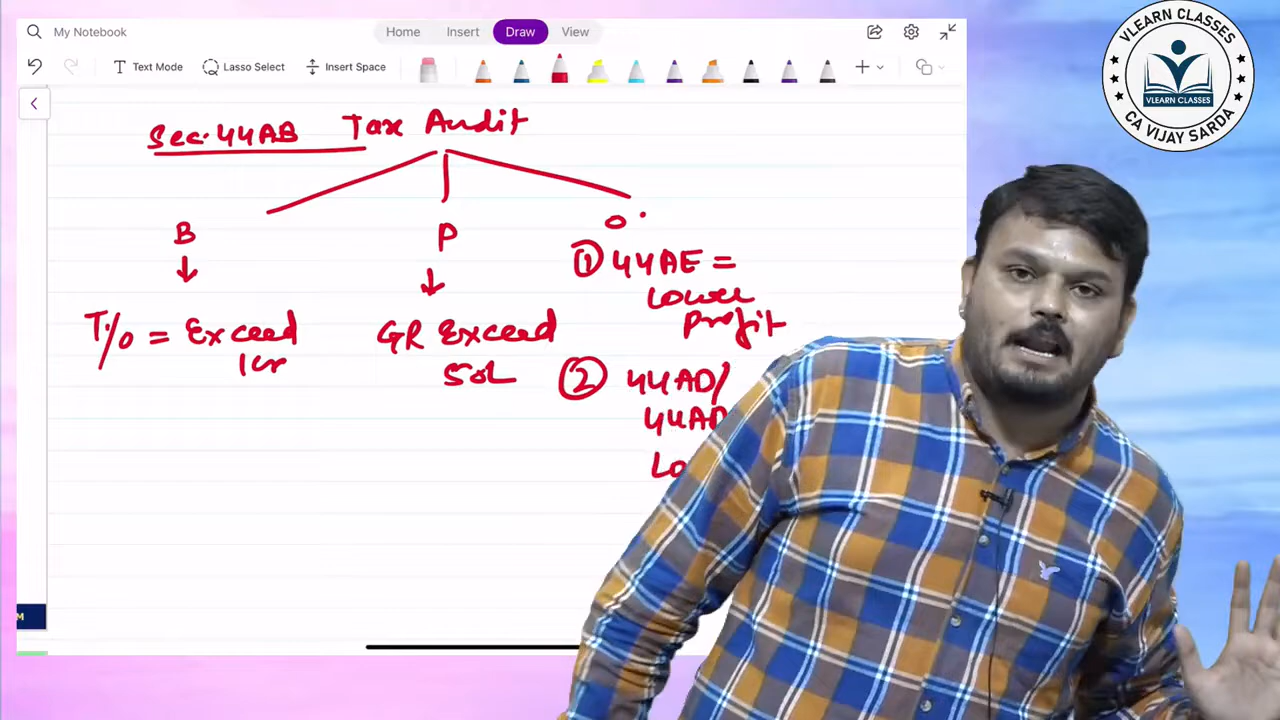 My Notebook
Home Insert Draw View
Text Mode Lasso Select Insert Space
Sec.44AB Tax Audit
B P O.
T/o = Exceed 1cr
GR Exceed 50L
① 44AE = Lower profit
② 44AD/
44AD
Lo
M
VLEARN CLASSES
VLEARN CLASSES
CA VIJAY SARDA